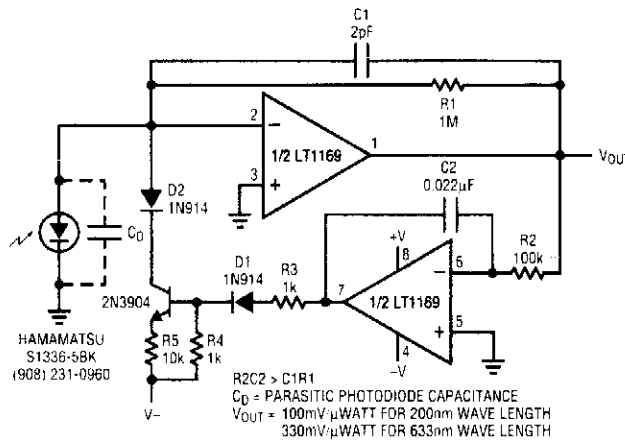 C1
2pF
R1
1M
2
−
1
1/2 LT1169
3
+
VOUT
C2
0.022µF
D2
1N914
CD
R2
100k
+V
8
6
−
D1
1N914
R3
1k
7
1/2 LT1169
2N3904
5
+
4
−V
R5
10k
R4
1k
V−
HAMAMATSU
S1336-5BK
(908) 231-0960
R2C2 > C1R1
CD = PARASITIC PHOTODIODE CAPACITANCE
VOUT = 100mV/µWATT FOR 200nm WAVE LENGTH
330mV/µWATT FOR 633nm WAVE LENGTH